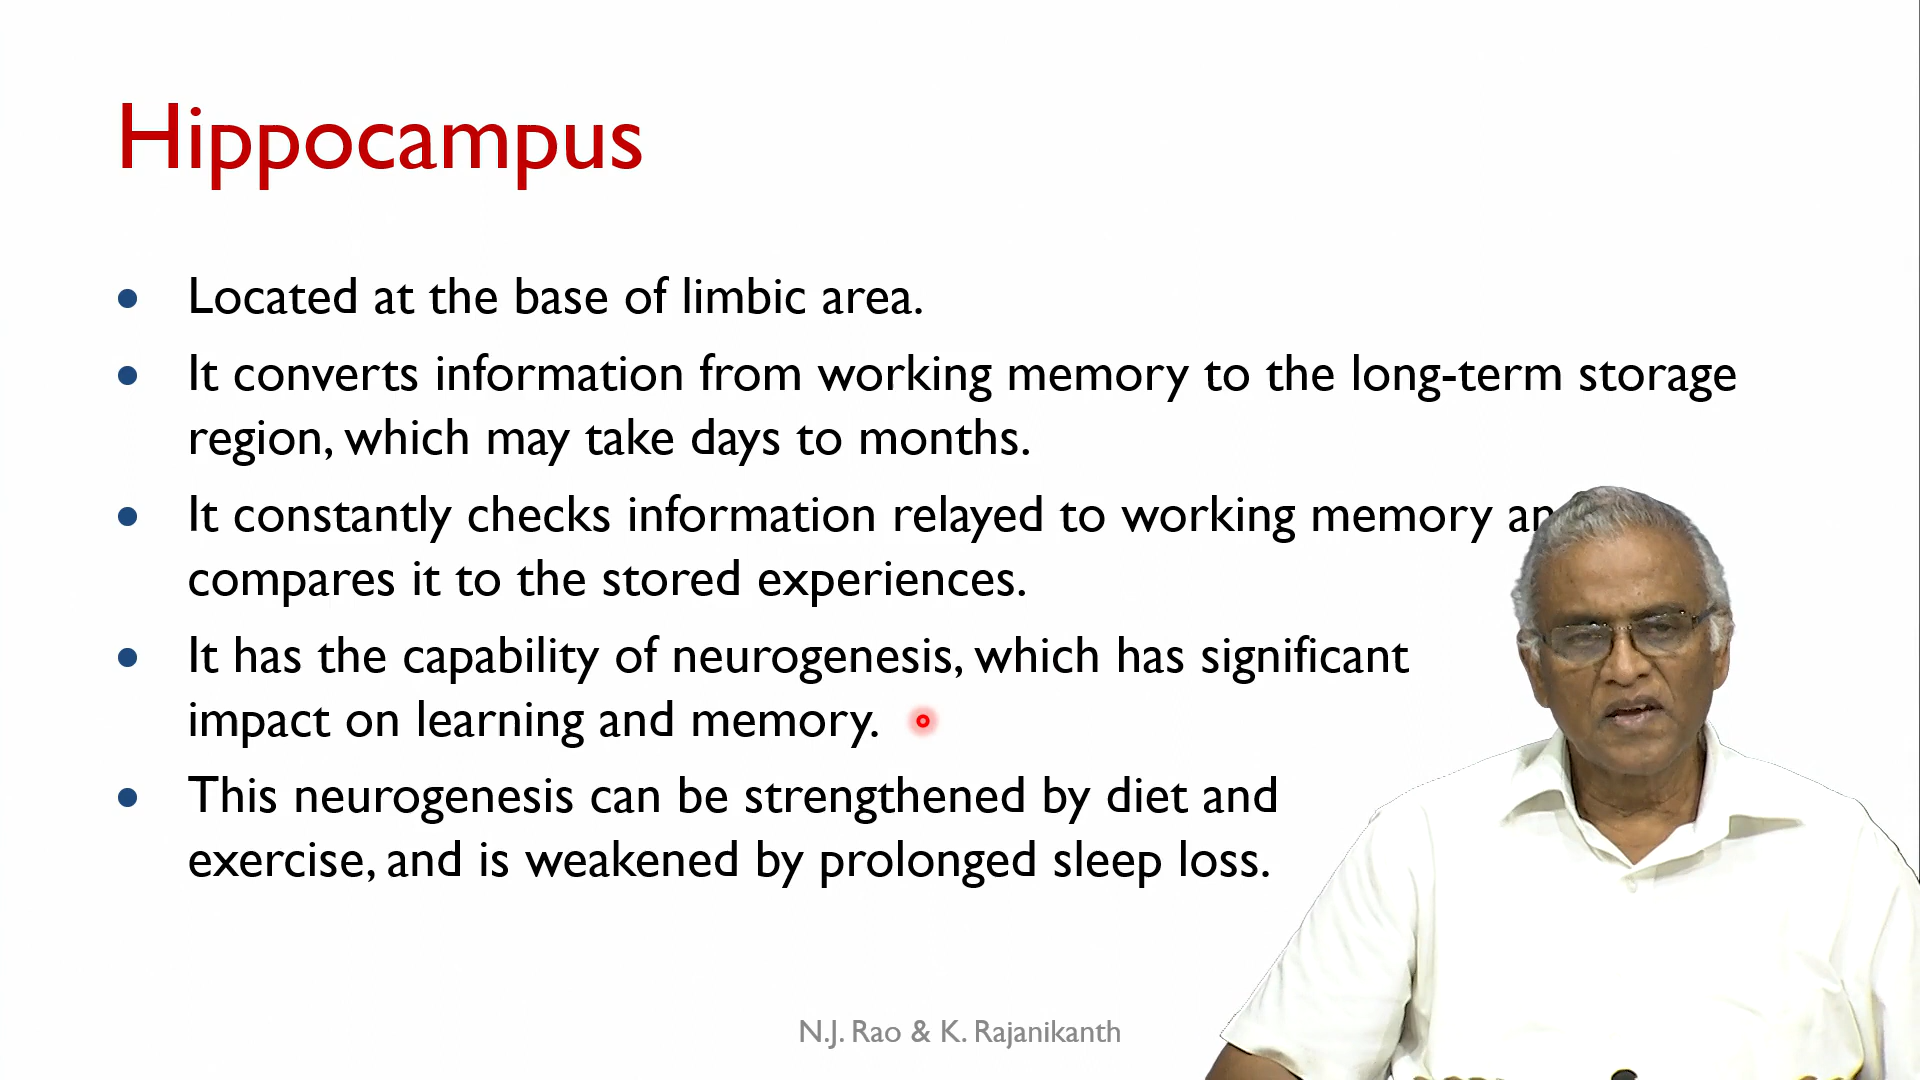 Hippocampus
• Located at the base of limbic area.
• It converts information from working memory to the long-term storage
region, which may take days to months.
• It constantly checks information relayed to working memory an
compares it to the stored experiences.
• It has the capability of neurogenesis, which has significant
impact on learning and memory.
• This neurogenesis can be strengthened by diet and
exercise, and is weakened by prolonged sleep loss.
N.J. Rao & K. Rajanikanth